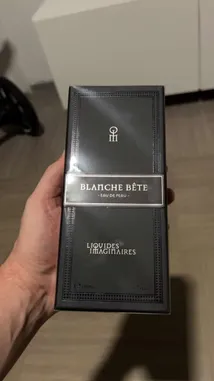 BLANCHE BÊTE
- EAU DE PEAU -
LIQUIDES
IMAGINAIRES